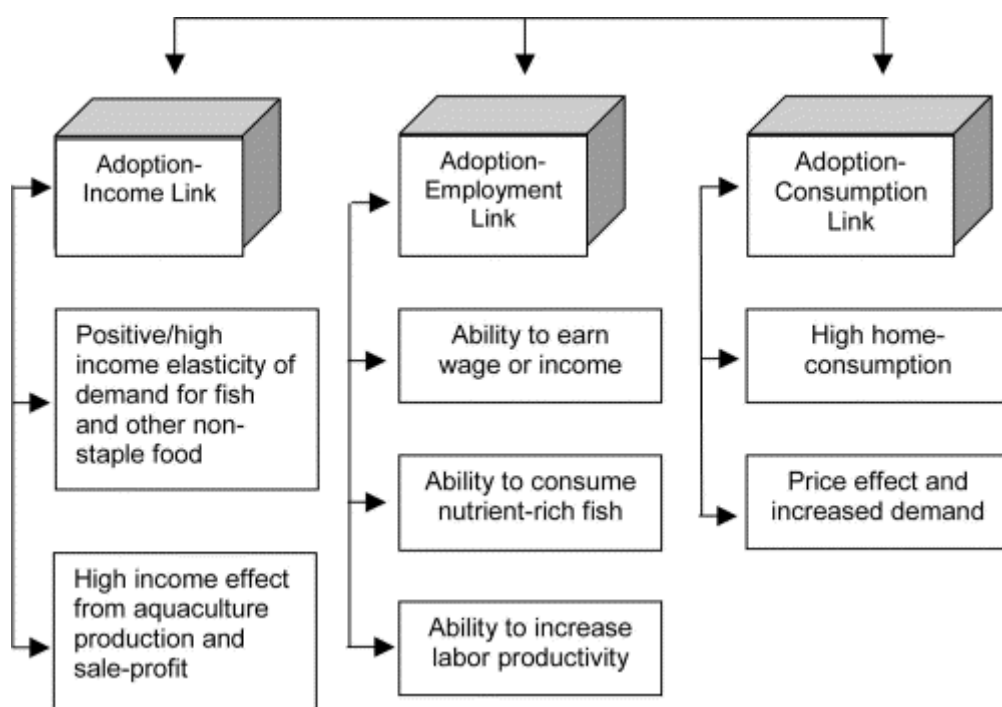 Adoption-
Income Link
Positive/high
income elasticity of
demand for fish
and other non-
staple food
High income effect
from aquaculture
production and
sale-profit
Adoption-
Employment
Link
Ability to earn
wage or income
Ability to consume
nutrient-rich fish
Ability to increase
labor productivity
Adoption-
Consumption
Link
High home-
consumption
Price effect and
increased demand